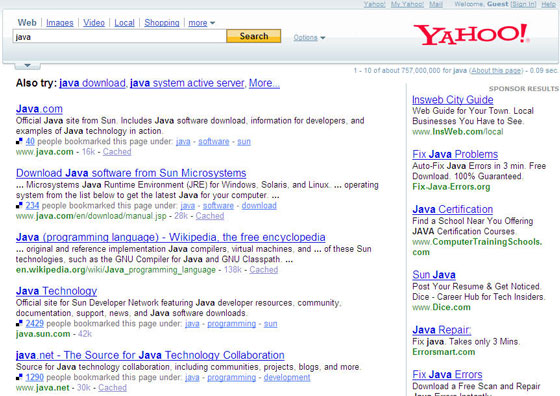 Yahoo! My Yahoo! Mail Welcome, Guest [Sign In] Help
Web Images Video Local Shopping more
java Search Options
YAHOO!
1 - 10 of about 757,000,000 for java (About this page) - 0.09 sec.
Also try: java download, java system active server, More...
Java.com
Official Java site from Sun. Includes Java software download, information for developers, and
examples of Java technology in action.
40 people bookmarked this page under: java - software - sun
www.java.com - 16k - Cached
Download Java software from Sun Microsystems
... Microsystems Java Runtime Environment (JRE) for Windows, Solaris, and Linux. ... operating
system from the list below to get the latest Java for your computer. ...
234 people bookmarked this page under: java - software - download
www.java.com/en/download/manual.jsp - 28k - Cached
Java (programming language) - Wikipedia, the free encyclopedia
... original and reference implementation Java compilers, virtual machines, and ... of these Sun
technologies, such as the GNU Compiler for Java and GNU Classpath. ...
en.wikipedia.org/wiki/Java_programming_language - 138k - Cached
Java Technology
Official site for Sun Developer Network featuring Java developer resources, community,
documentation, support, news, and Java software downloads.
2429 people bookmarked this page under: java - programming - sun
java.sun.com - 42k
java.net - The Source for Java Technology Collaboration
Source for Java technology collaboration, including communities, projects, blogs, and more.
1290 people bookmarked this page under: java - programming - development
www.java.net - 30k - Cached
SPONSOR RESULTS
Insweb City Guide
Web Guide for Your Town. Local
Businesses You Have to See.
www.InsWeb.com/local
Fix Java Problems
Auto-Fix Java Errors in 3 min. Free
Download. 100% Guaranteed.
Fix-Java-Errors.org
Java Certification
Find a School Near You Offering
JAVA Certification Courses.
www.ComputerTrainingSchools.
com
Sun Java
Post Your Resume & Get Noticed.
Dice - Career Hub for Tech Insiders.
www.Dice.com
Java Repair:
Fix java. Takes only 3 Mins.
Errorsmart.com
Fix Java Errors
Download a Free Scan and Repair
Java Errors Instantly